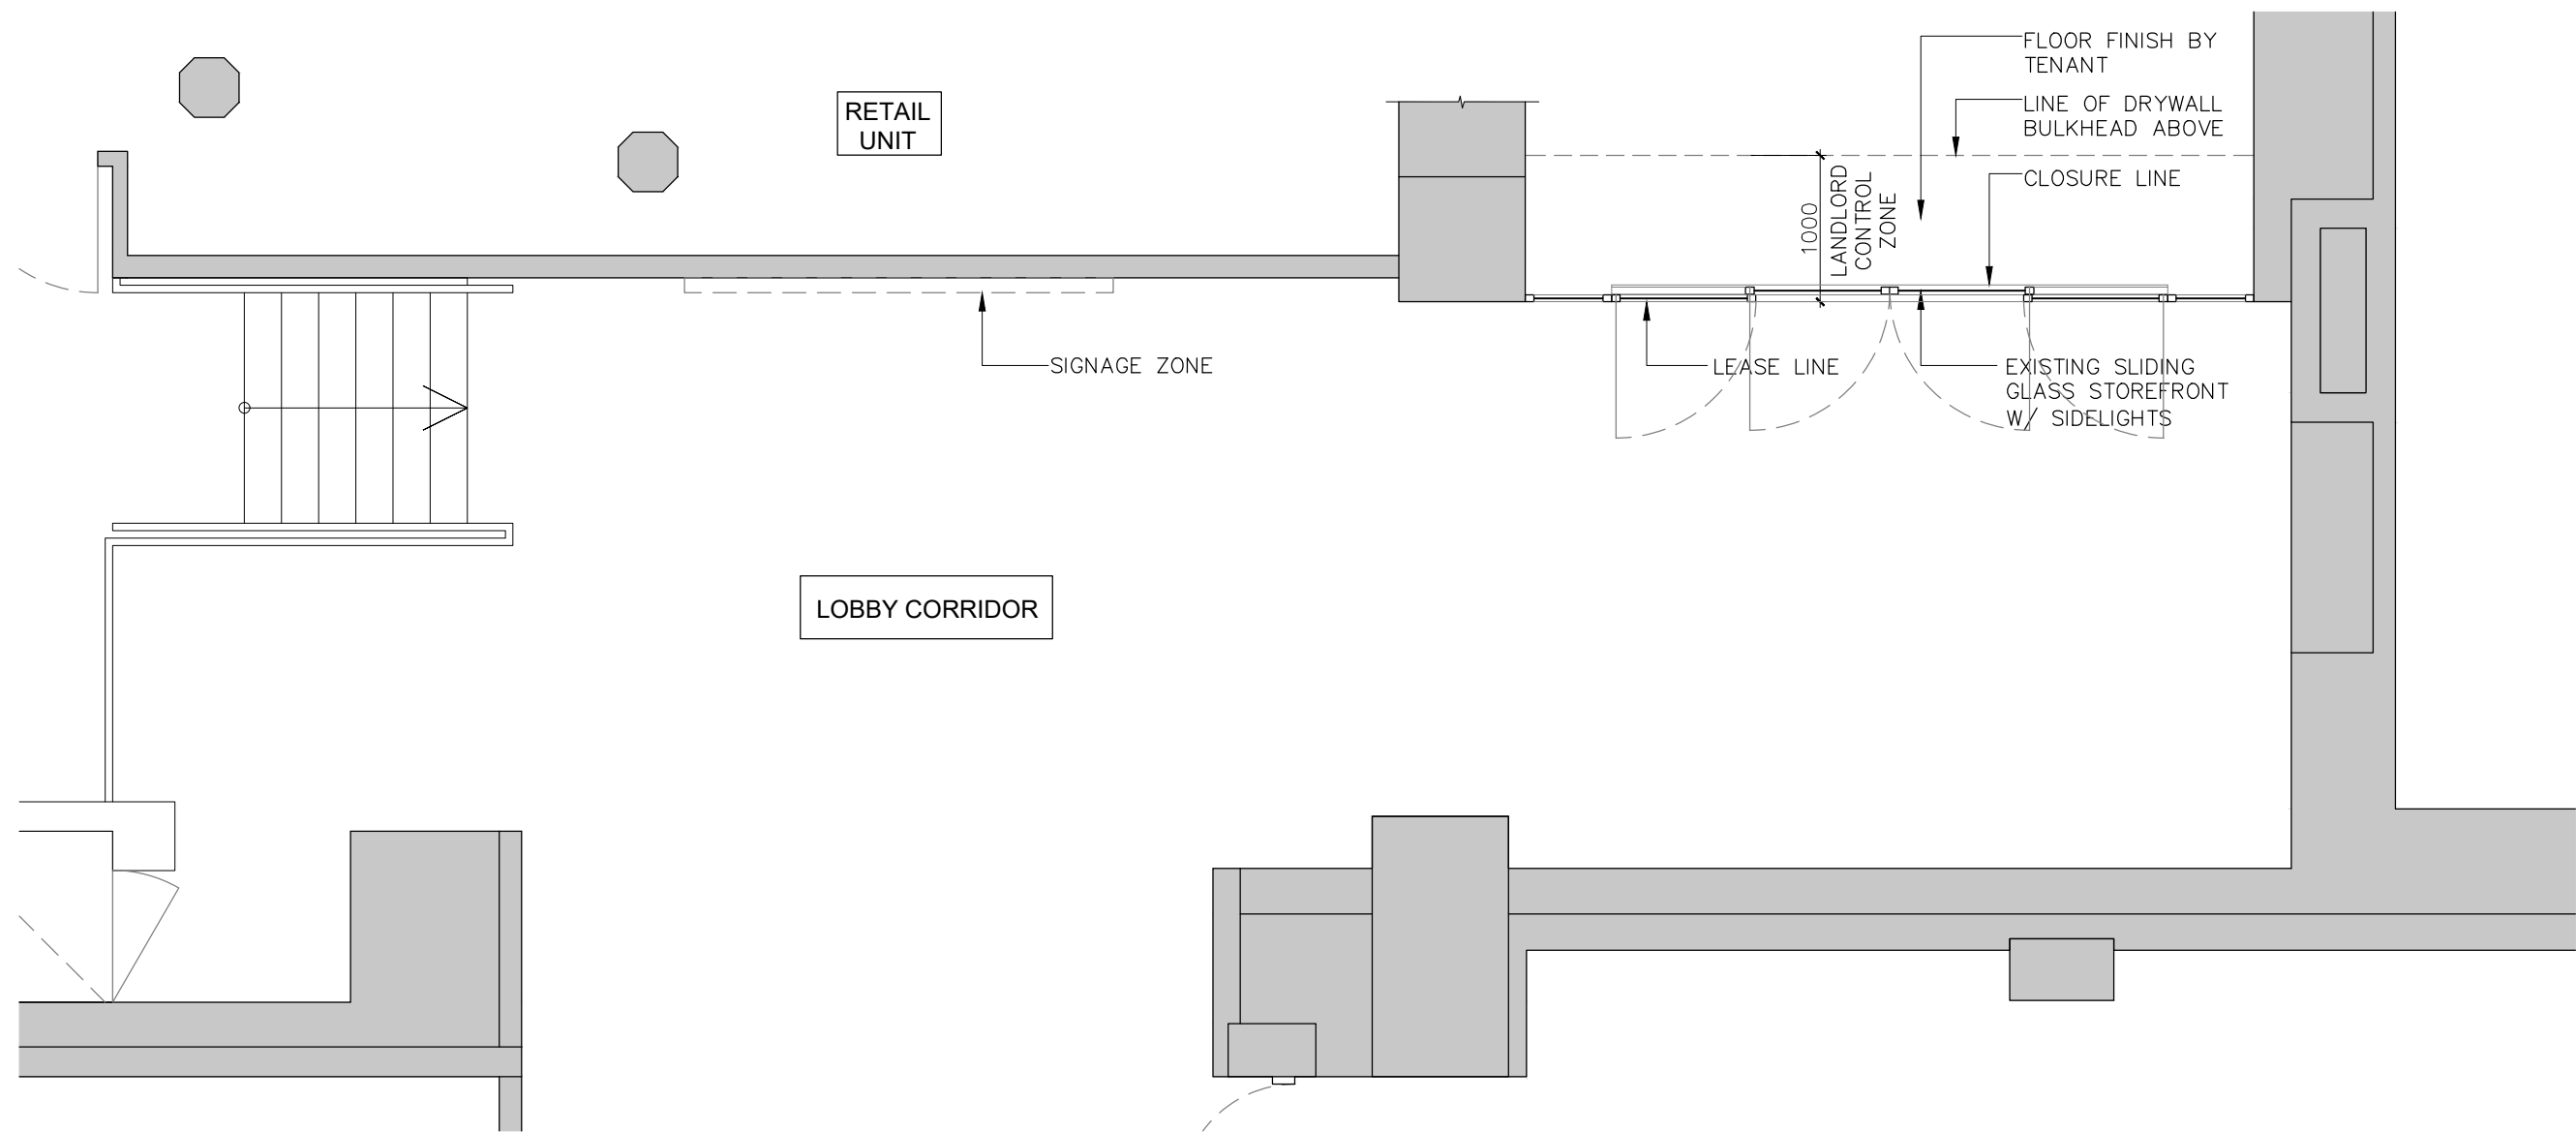 RETAIL
UNIT
FLOOR FINISH BY
TENANT
LINE OF DRYWALL
BULKHEAD ABOVE
CLOSURE LINE
1000
LANDLORD
CONTROL
ZONE
SIGNAGE ZONE
LEASE LINE
EXISTING SLIDING
GLASS STOREFRONT
W/ SIDELIGHTS
LOBBY CORRIDOR